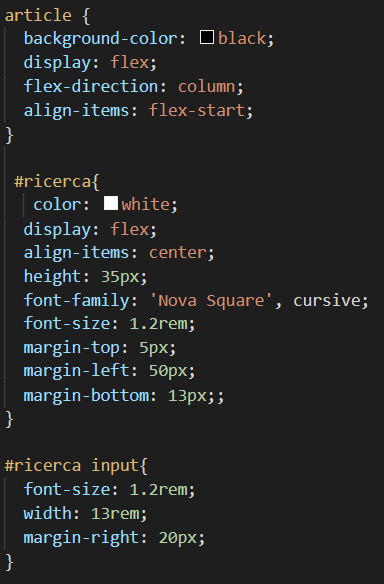 article {
  background-color: black;
  display: flex;
  flex-direction: column;
  align-items: flex-start;
}
 #ricerca{
   color: white;
  display: flex;
  align-items: center;
  height: 35px;
  font-family: 'Nova Square', cursive;
  font-size: 1.2rem;
  margin-top: 5px;
  margin-left: 50px;
  margin-bottom: 13px;;
}
#ricerca input{
  font-size: 1.2rem;
  width: 13rem;
  margin-right: 20px;
}